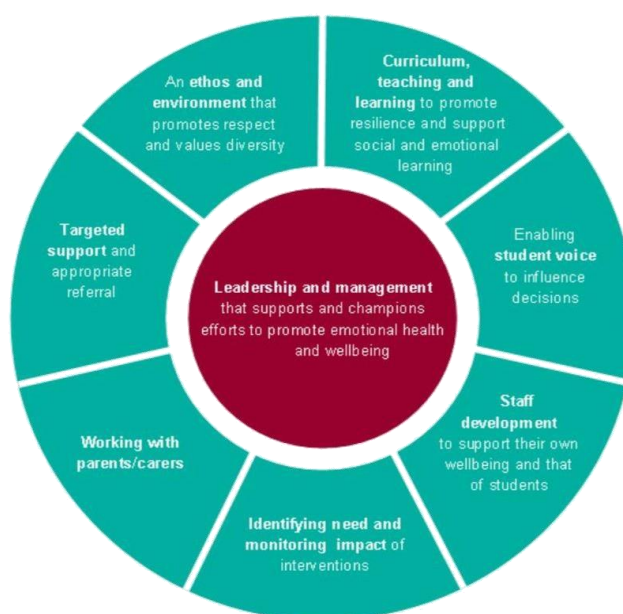 An ethos and
environment that
promotes respect
and values diversity
Curriculum,
teaching and
learning to promote
resilience and support
social and emotional
learning
Enabling
student voice
to influence
decisions
Staff
development
to support their own
wellbeing and that
of students
Identifying need and
monitoring impact of
interventions
Working with
parents/carers
Targeted
support and
appropriate
referral
Leadership and management
that supports and champions
efforts to promote emotional health
and wellbeing